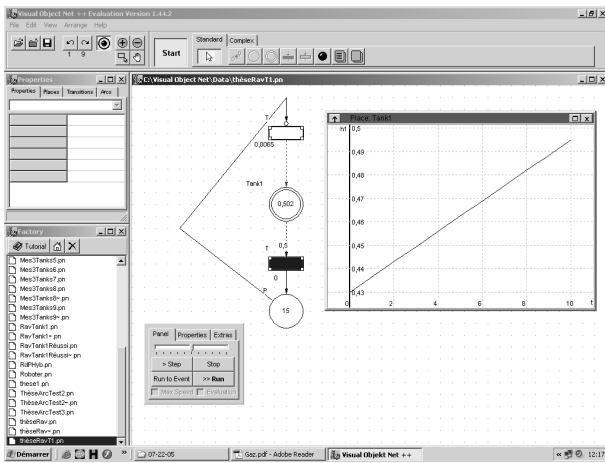 Visual Object Net ++ Evaluation Version 1.44.2
File Edit View Arrange Help
1 9
Start
Standard Complex
Properties
Properties Places Transitions Arcs
C:\Visual Object Net\Data\thèseRavT1.pn
T
0,0065
Tank1
0,502
T 0,5
0
P
15
Place: Tank1
h1 0,5
0,49
0,48
0,47
0,46
0,45
0,44
0,43
0 2 4 6 8 10 t
Factory
Tutorial
Mes3Tanks5.pn
Mes3Tanks6.pn
Mes3Tanks7.pn
Mes3Tanks8.pn
Mes3Tanks8~.pn
Mes3Tanks9.pn
Mes3Tanks9~.pn
RavTank1.pn
RavTank1~.pn
RavTank1Réussi.pn
RavTank1Réussi~.pn
RdPHyb.pn
Roboter.pn
these1.pn
ThèseArcTest2.pn
ThèseArcTest2~.pn
ThèseArcTest3.pn
thèseRav.pn
thèseRav~.pn
thèseRavT1.pn
Panel Properties Extras
> Step Stop
Run to Event >> Run
Max Speed Evaluation
Démarrer » 07-22-05 Gaz.pdf - Adobe Reader Visual Objekt Net ++ « 12:17